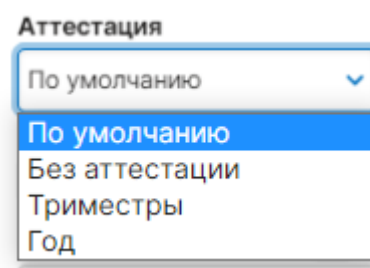 Аттестация
По умолчанию
По умолчанию
Без аттестации
Триместры
Год